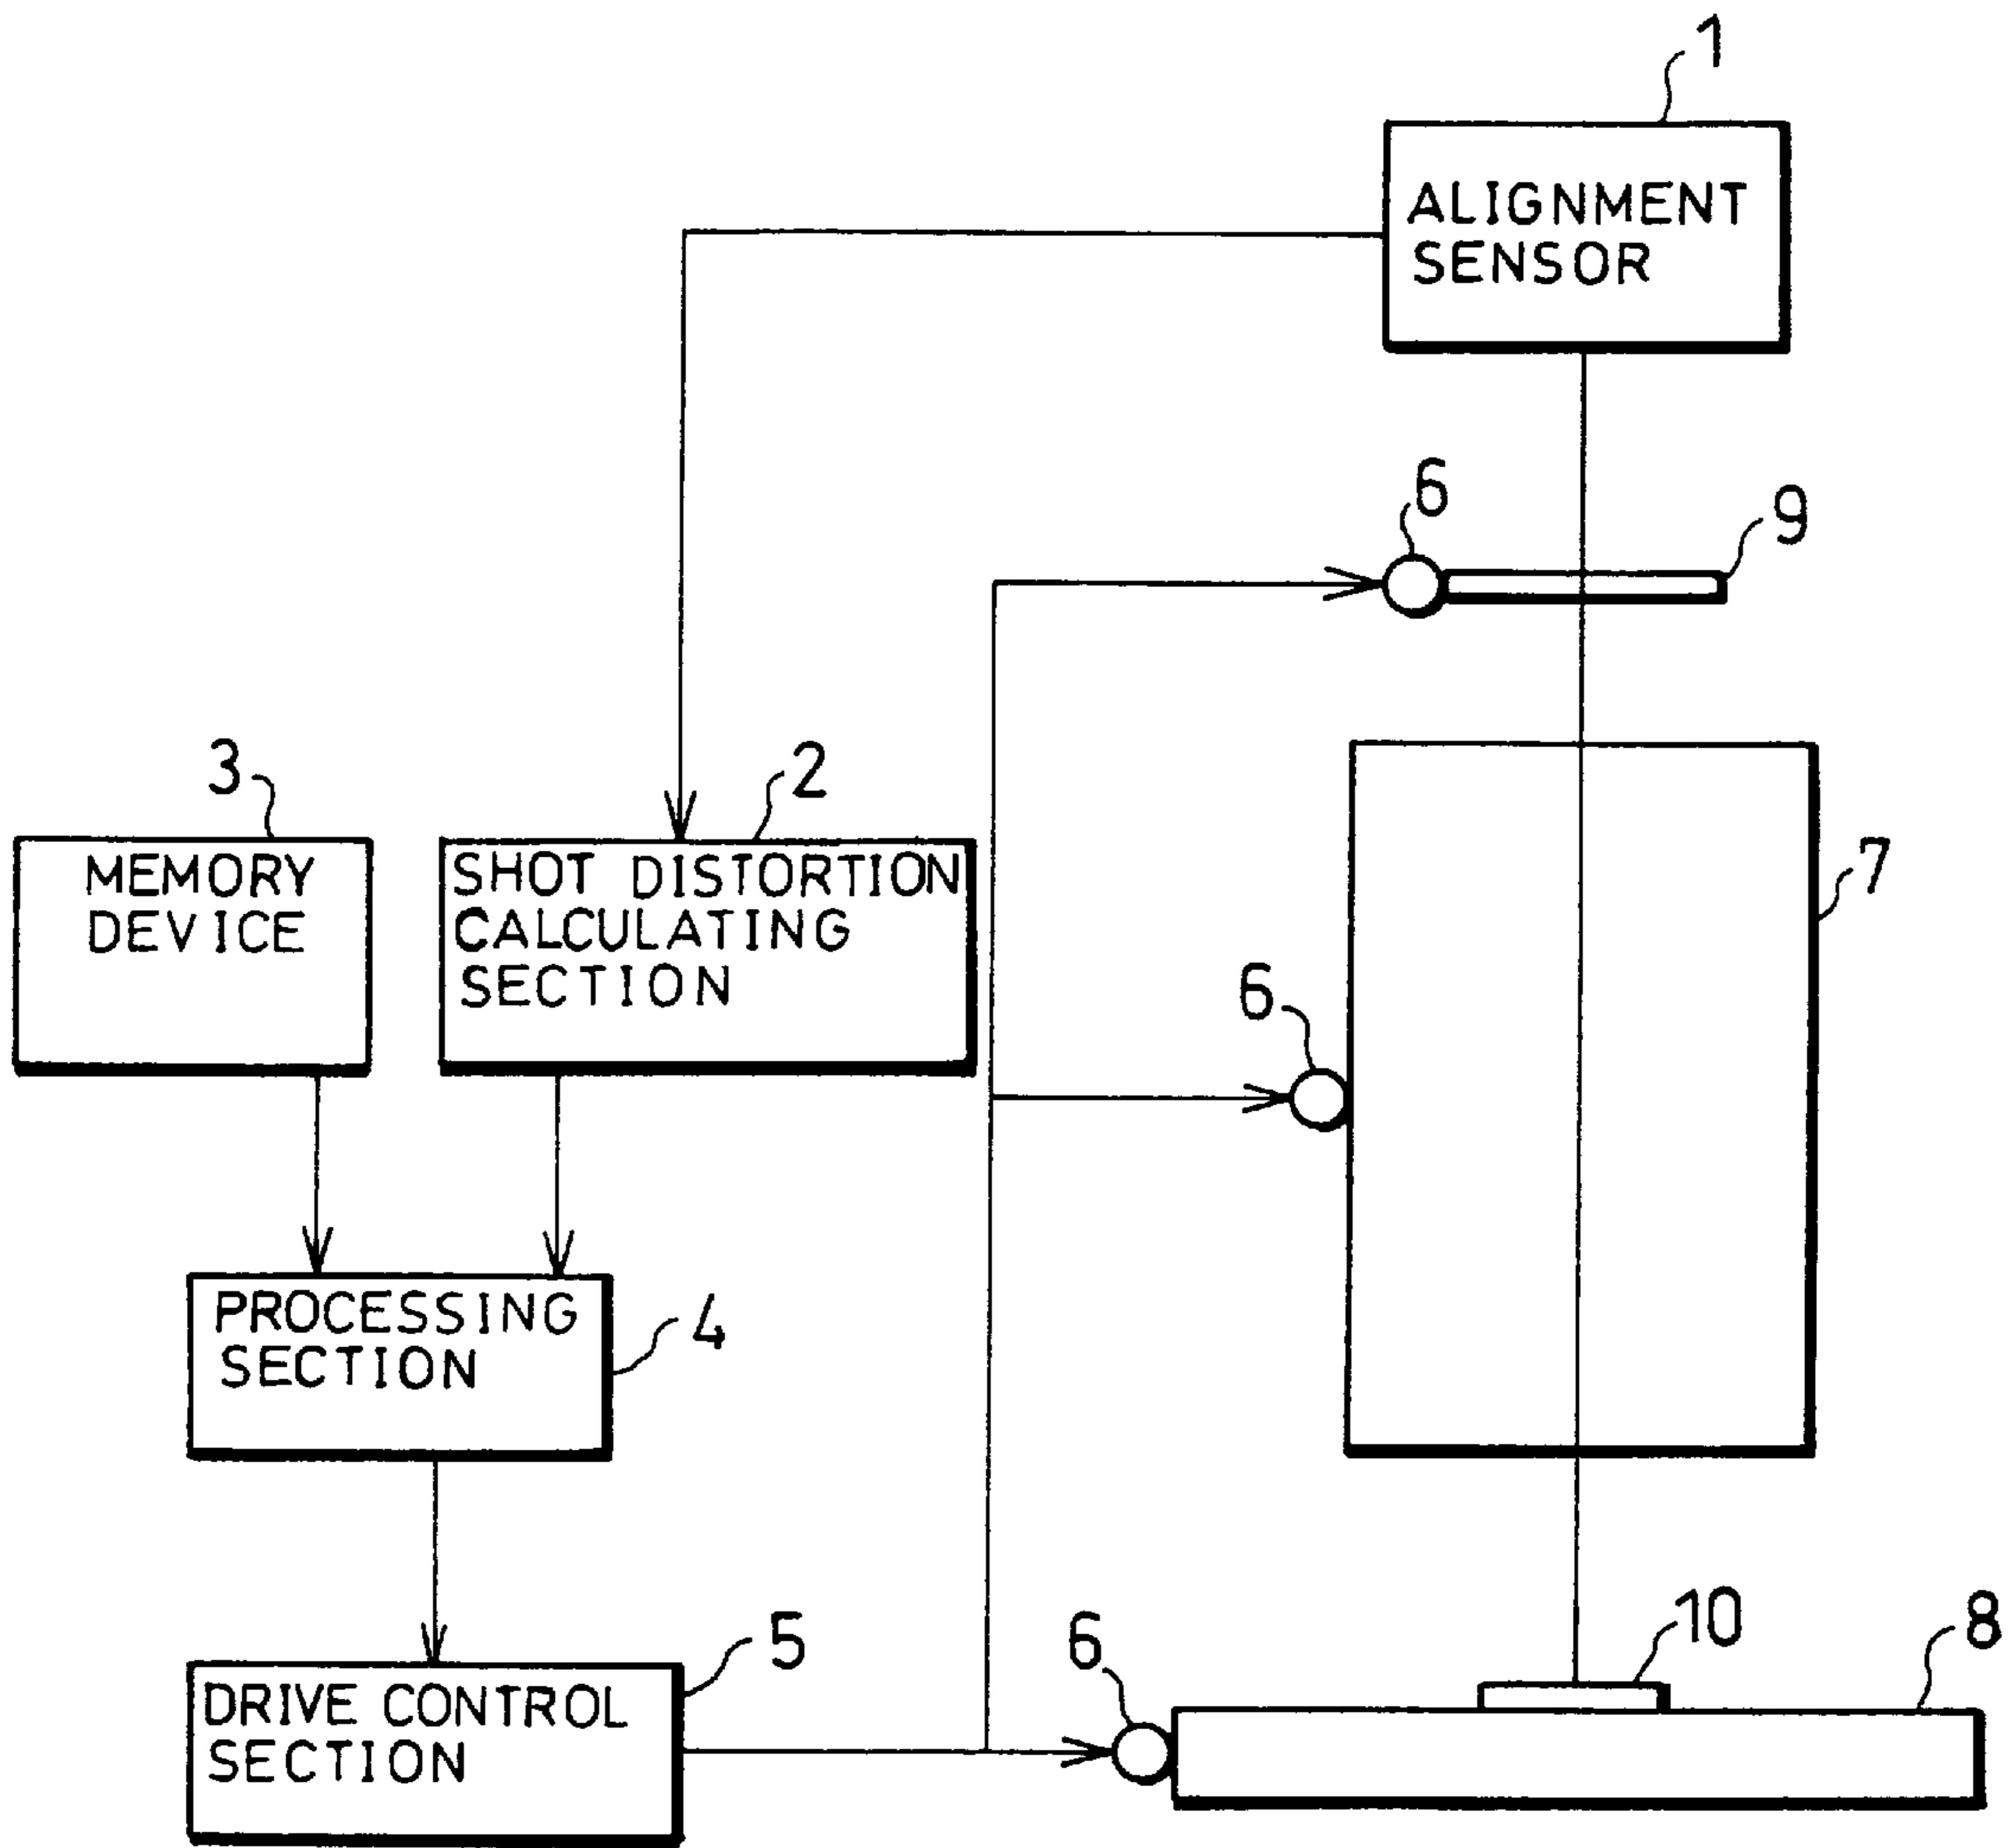 1
ALIGNMENT
SENSOR
6
9
3
2
MEMORY
DEVICE
SHOT DISTORTION
CALCULATING
SECTION
7
6
PROCESSING
SECTION
4
5
DRIVE CONTROL
SECTION
6
10
8